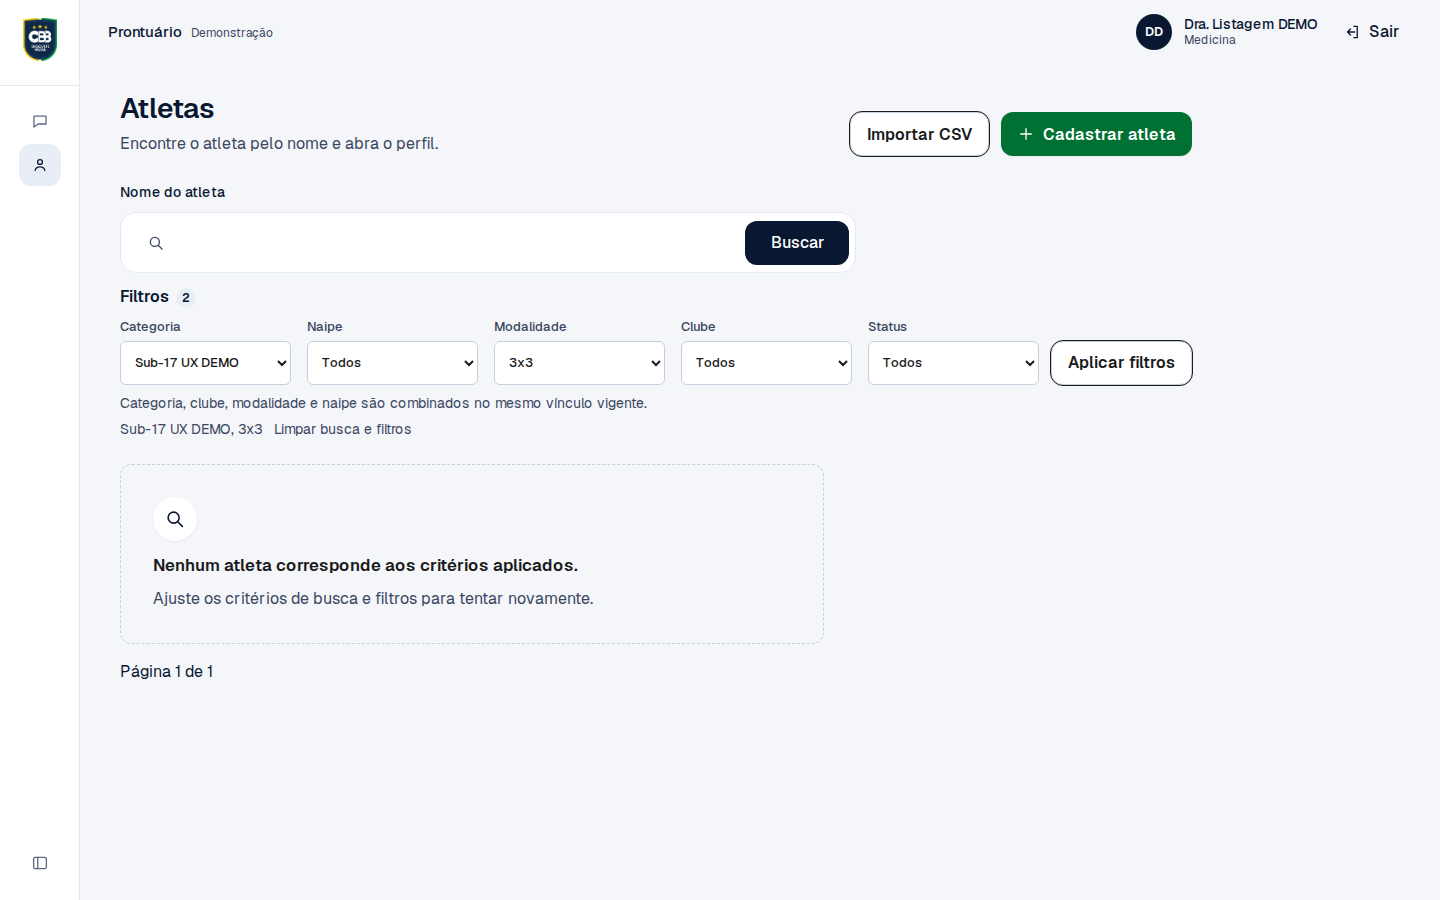 CBB
Prontuário Demonstração
DD
Dra. Listagem DEMO
Medicina
Sair
Atletas
Encontre o atleta pelo nome e abra o perfil.
Importar CSV
Cadastrar atleta
Nome do atleta
Buscar
Filtros 2
Categoria Naipe Modalidade Clube Status
Sub-17 UX DEMO Todos 3x3 Todos Todos Aplicar filtros
Categoria, clube, modalidade e naipe são combinados no mesmo vínculo vigente.
Sub-17 UX DEMO, 3x3 Limpar busca e filtros
Nenhum atleta corresponde aos critérios aplicados.
Ajuste os critérios de busca e filtros para tentar novamente.
Página 1 de 1